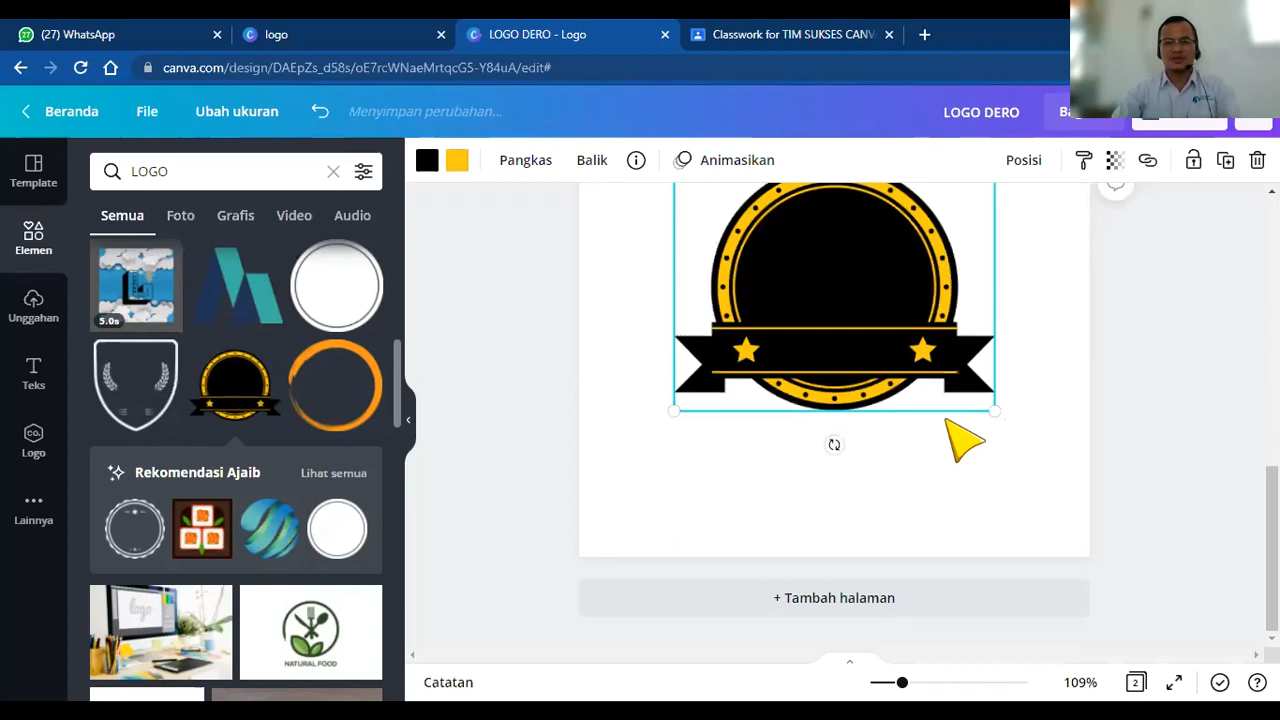 (27) WhatsApp
logo
LOGO DERO - Logo
Classwork for TIM SUKSES CANV
canva.com/design/DAEpZs_d58s/oE7rcWNaeMrtqcG5-Y84uA/edit#
Beranda
File
Ubah ukuran
Menyimpan perubahan...
LOGO DERO
LOGO
Pangkas
Balik
Animasikan
Posisi
Template
Elemen
Unggahan
Teks
co.
Logo
Lainnya
Semua
Foto
Grafis
Video
Audio
5.0s
Rekomendasi Ajaib
Lihat semua
logo
NATURAL FOOD
+ Tambah halaman
Catatan
109%
2